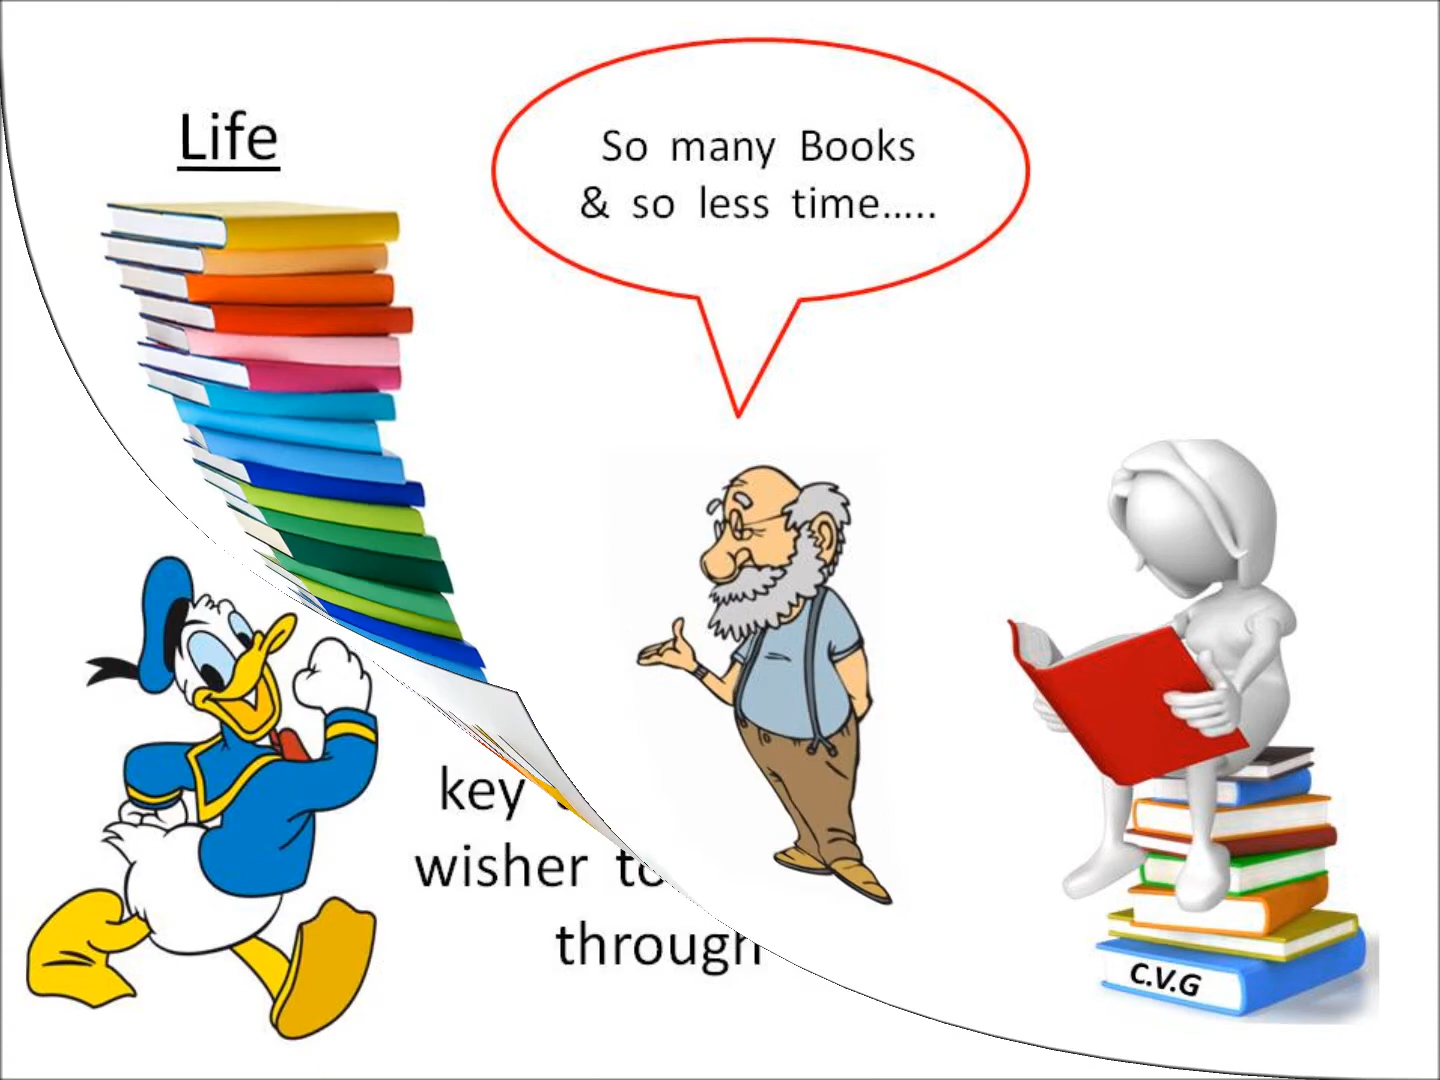 Life
So many Books
& so less time.....
key
wisher to
through
C.V.G